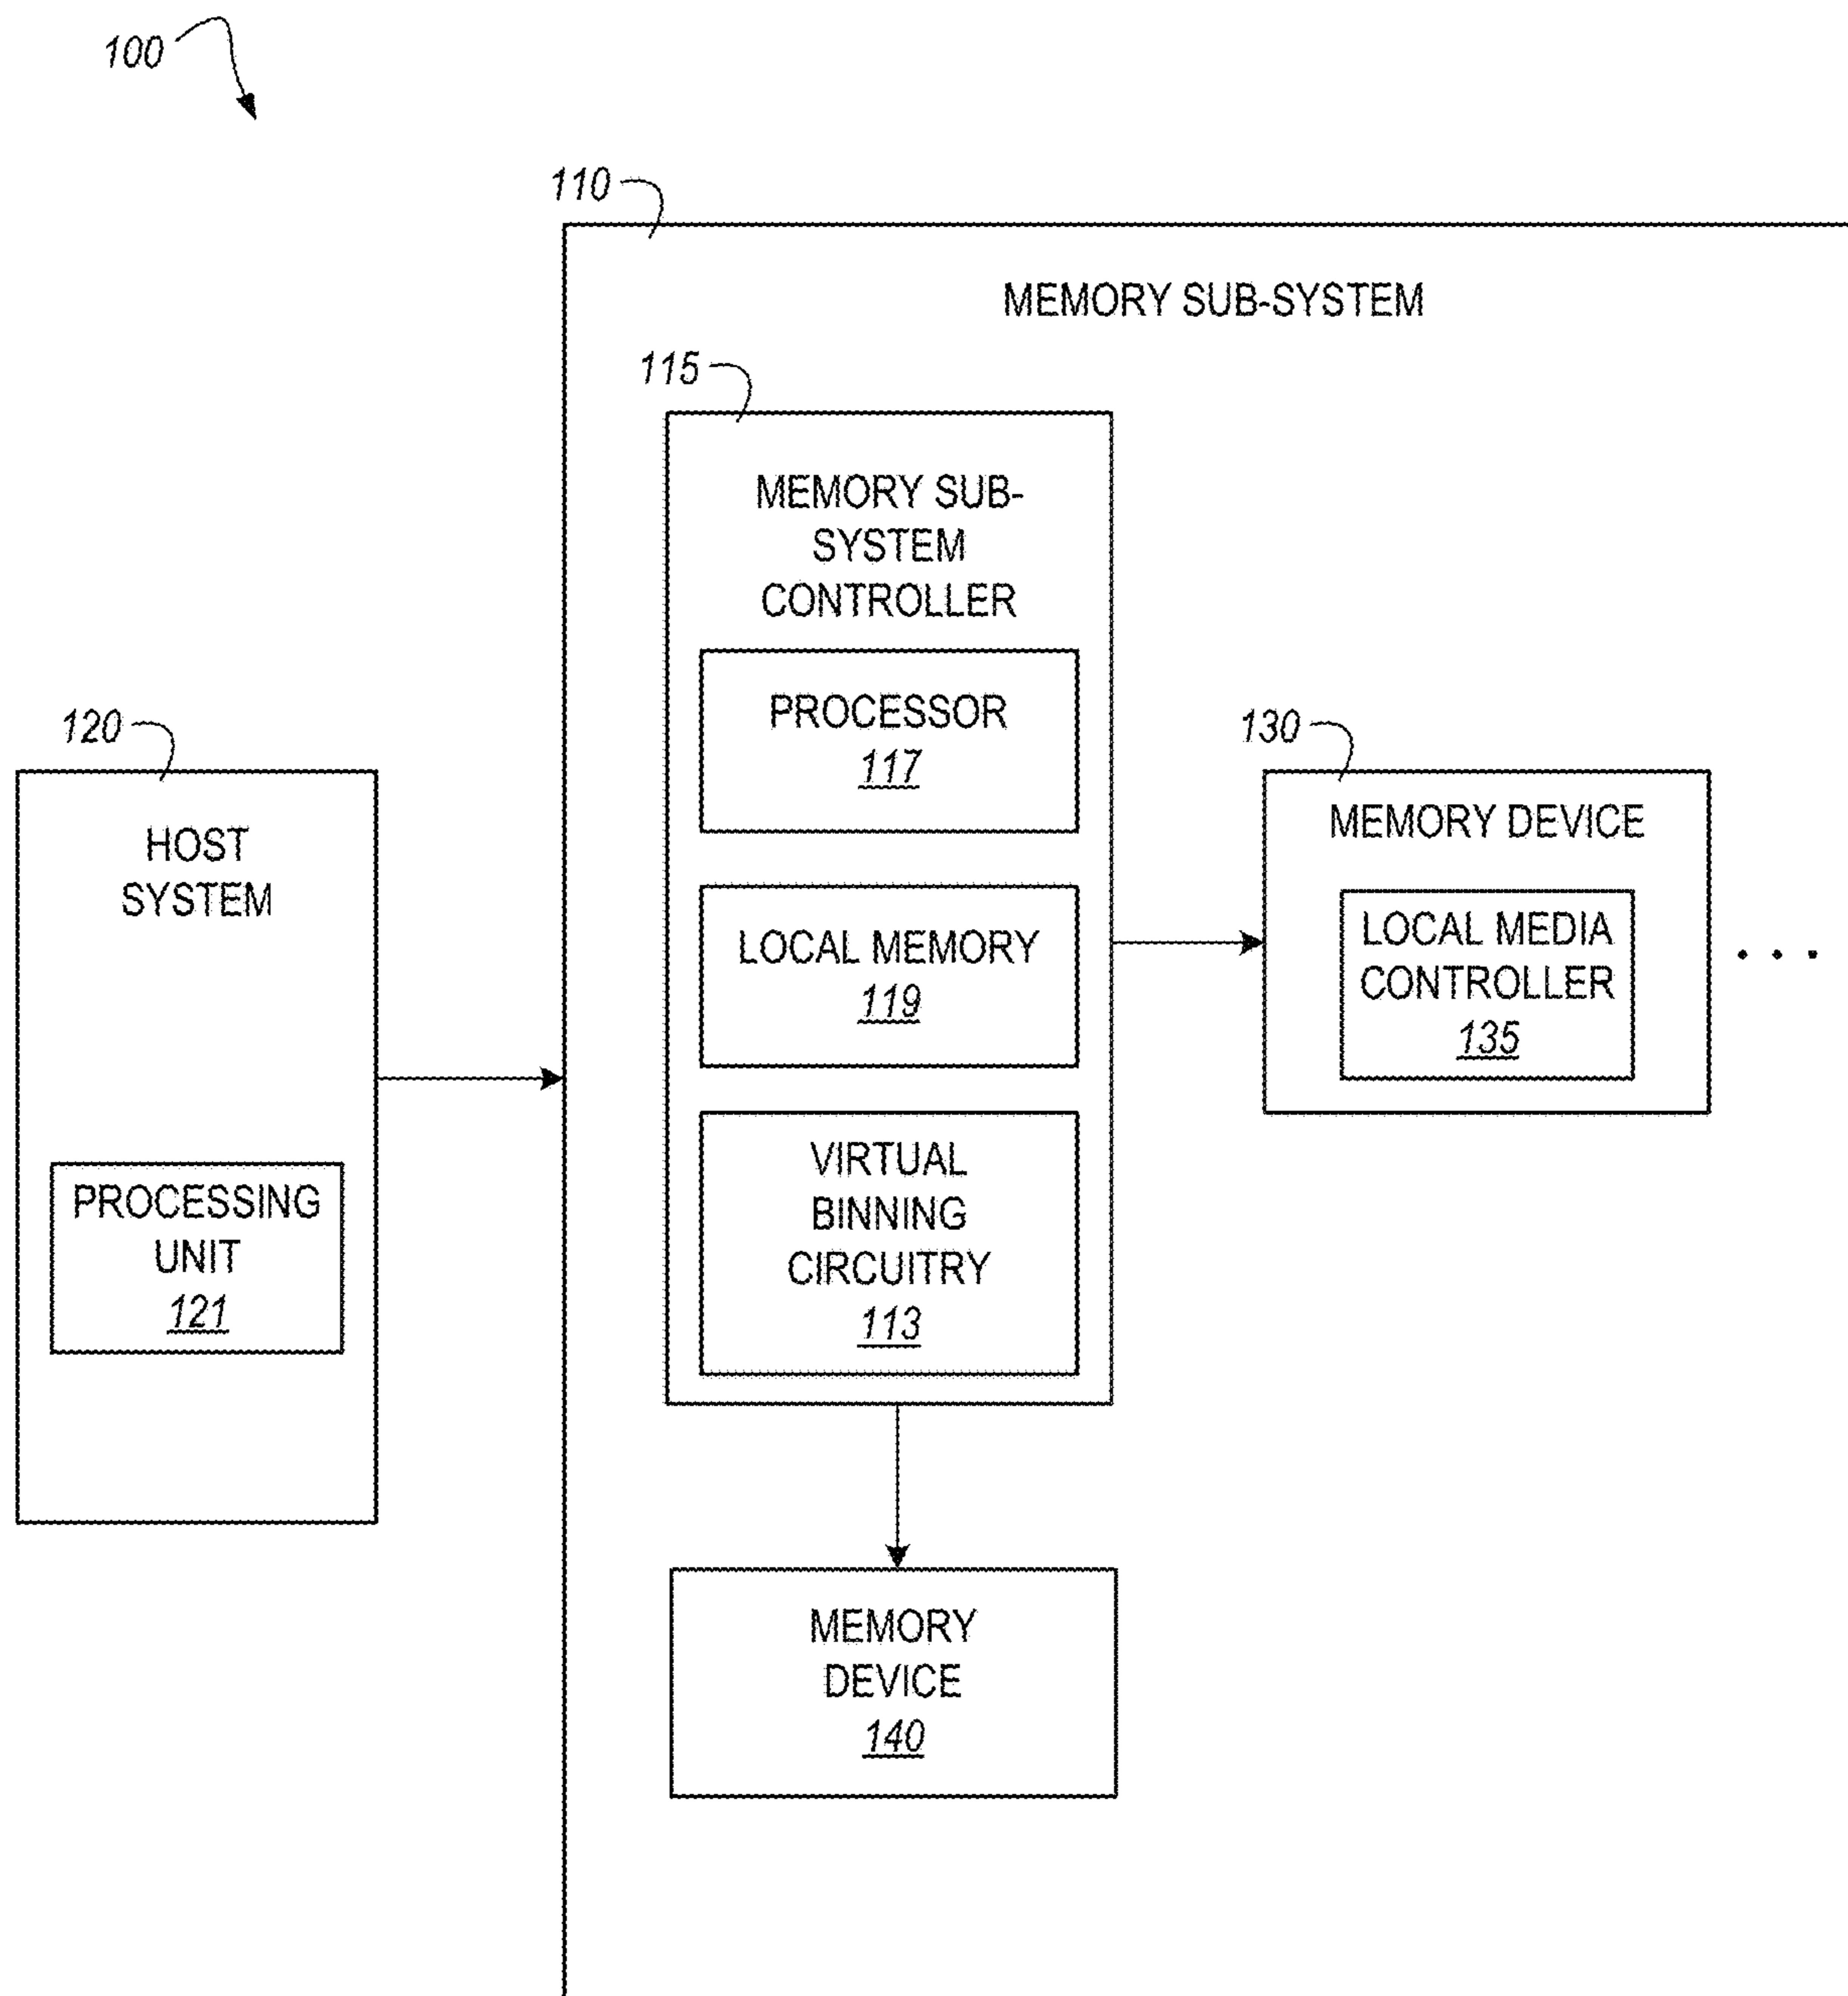 100
110
MEMORY SUB-SYSTEM
115
MEMORY SUB-
SYSTEM
CONTROLLER
PROCESSOR
117
LOCAL MEMORY
119
VIRTUAL
BINNING
CIRCUITRY
113
120
HOST
SYSTEM
PROCESSING
UNIT
121
130
MEMORY DEVICE
LOCAL MEDIA
CONTROLLER
135
. . .
MEMORY
DEVICE
140